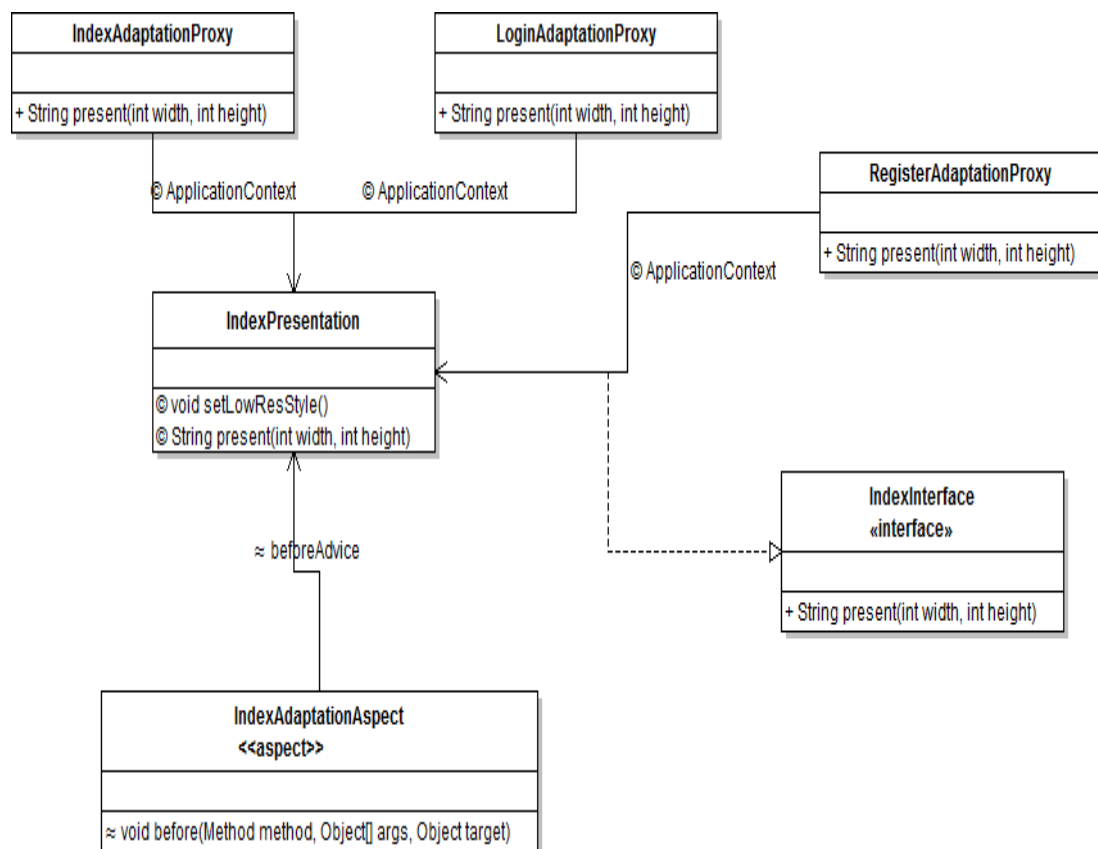 IndexAdaptationProxy
+ String present(int width, int height)
LoginAdaptationProxy
+ String present(int width, int height)
RegisterAdaptationProxy
+ String present(int width, int height)
© ApplicationContext
© ApplicationContext
© ApplicationContext
IndexPresentation
© void setLowResStyle()
© String present(int width, int height)
IndexInterface
«interface»
+ String present(int width, int height)
≈ beforeAdvice
IndexAdaptationAspect
<<aspect>>
≈ void before(Method method, Object[] args, Object target)